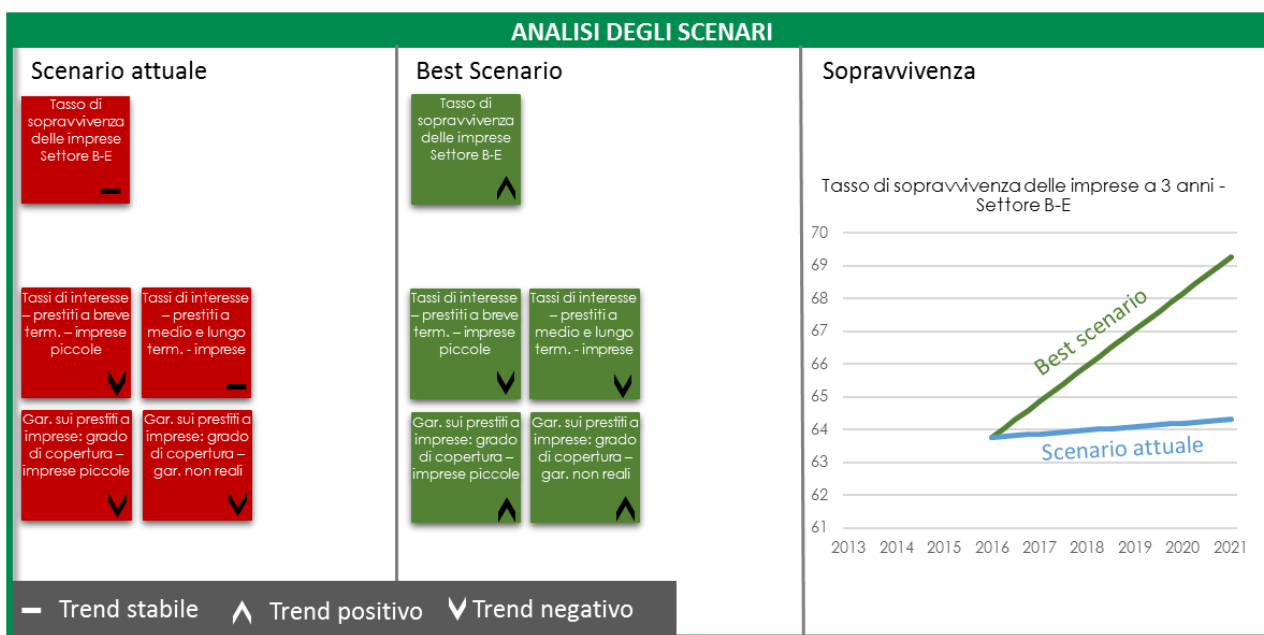 ANALISI DEGLI SCENARI
Scenario attuale
Tasso di
sopravvivenza
delle imprese
Settore B-E
Tassi di interesse
– prestiti a breve
term. – imprese
piccole
Tassi di interesse
– prestiti a
medio e lungo
term. - imprese
Gar. sui prestiti a
imprese: grado
di copertura –
imprese piccole
Gar. sui prestiti a
imprese: grado
di copertura –
gar. non reali
Best Scenario
Tasso di
sopravvivenza
delle imprese
Settore B-E
Tassi di interesse
– prestiti a breve
term. – imprese
piccole
Tassi di interesse
– prestiti a
medio e lungo
term. - imprese
Gar. sui prestiti a
imprese: grado
di copertura –
imprese piccole
Gar. sui prestiti a
imprese: grado
di copertura –
gar. non reali
Sopravvivenza
Tasso di sopravvivenza delle imprese a 3 anni -
Settore B-E
70
69
68
67
66
65
64
63
62
61
Best scenario
Scenario attuale
2013 2014 2015 2016 2017 2018 2019 2020 2021
Trend stabile Trend positivo Trend negativo